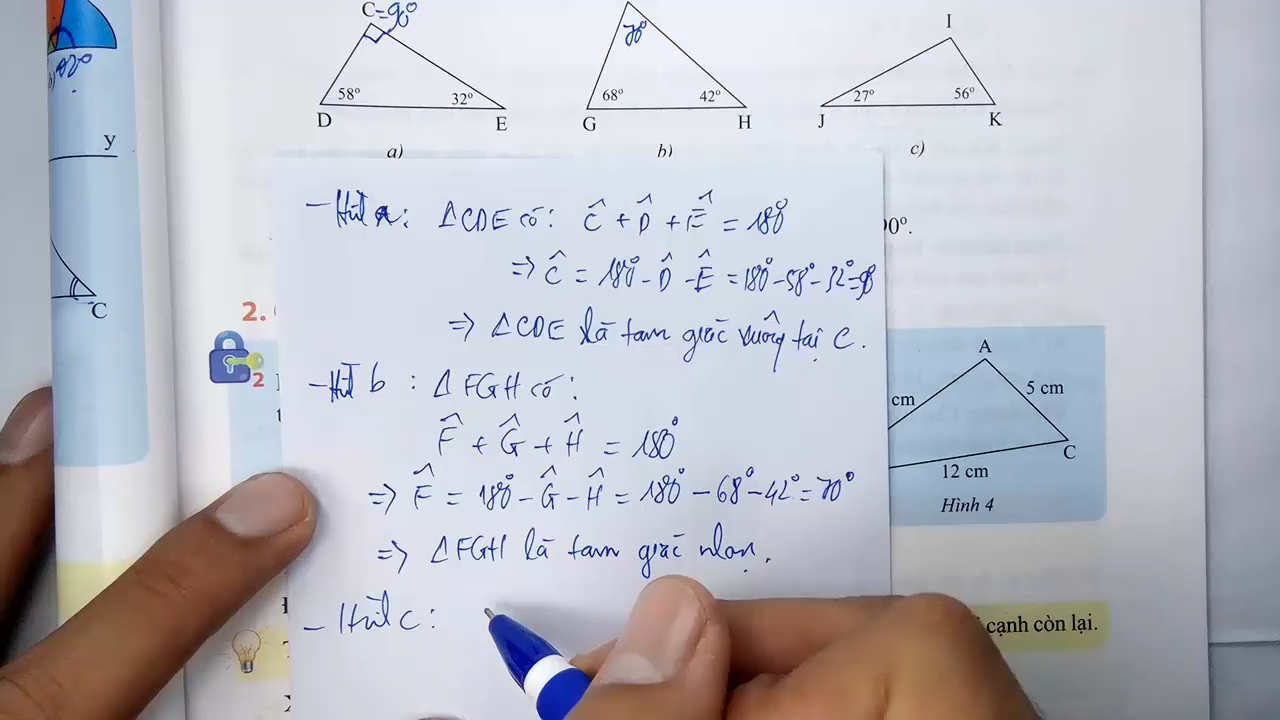 C=90°
70°
I
58°
32°
68°
42°
27°
56°
D
E
G
H
J
K
a)
b)
c)
y
C
- Hình a: ΔCDE có: Ĉ + D̂ + Ê = 180°
⇒ Ĉ = 180° - D̂ - Ê = 180° - 58° - 32° = 90
⇒ ΔCDE là tam giác vuông tại C.
- Hình b : ΔFGH có:
F̂ + Ĝ + Ĥ = 180°
⇒ F̂ = 180° - Ĝ - Ĥ = 180° - 68° - 42° = 70°
⇒ ΔFGH là tam giác nhọn.
- Hình c:
0°.
2.
2
A
cm
5 cm
C
12 cm
Hình 4
cạnh còn lại.